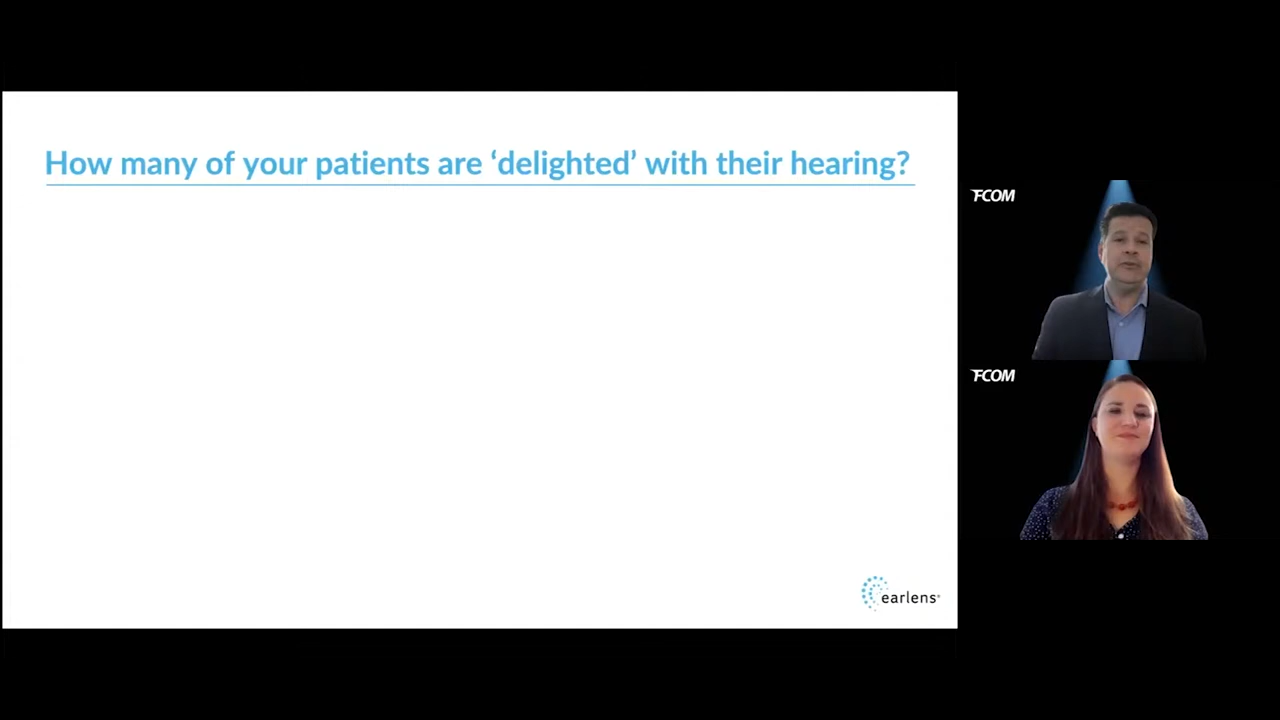 How many of your patients are ‘delighted’ with their hearing?
FCOM
FCOM
earlens®